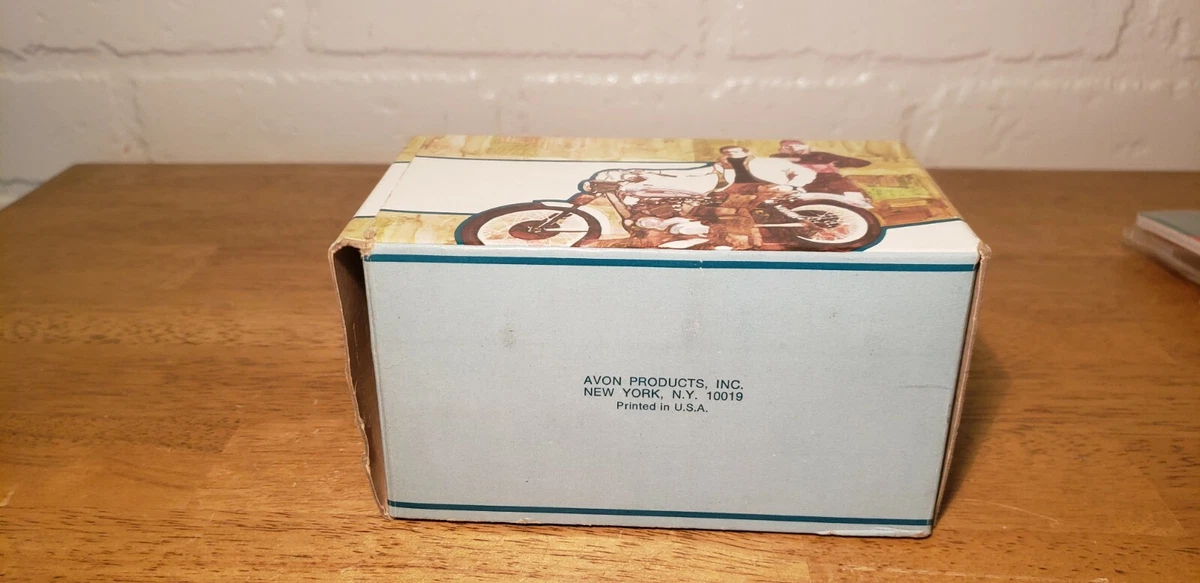 AVON PRODUCTS, INC.
NEW YORK, N.Y. 10019
Printed in U.S.A.